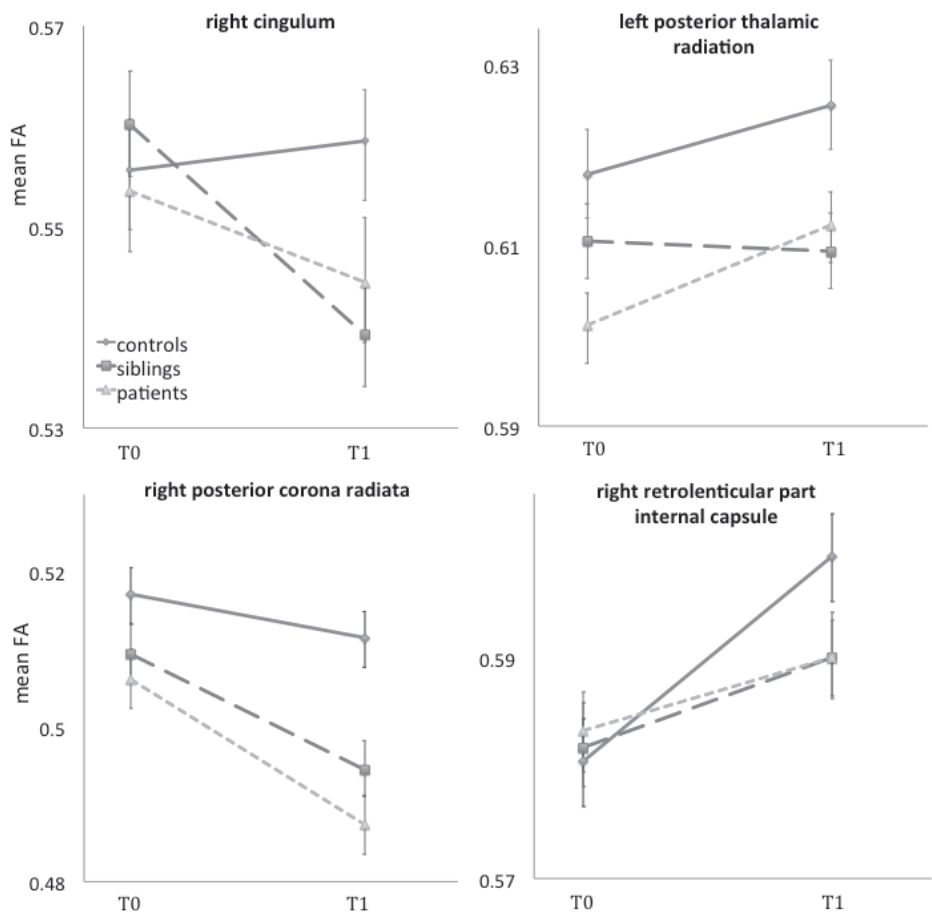 right cingulum
0.57
mean FA
0.55
controls
siblings
patients
0.53
T0 T1
left posterior thalamic
radiation
0.63
0.61
0.59
T0 T1
right posterior corona radiata
0.52
mean FA
0.5
0.48
T0 T1
right retrolenticular part
internal capsule
0.59
0.57
T0 T1